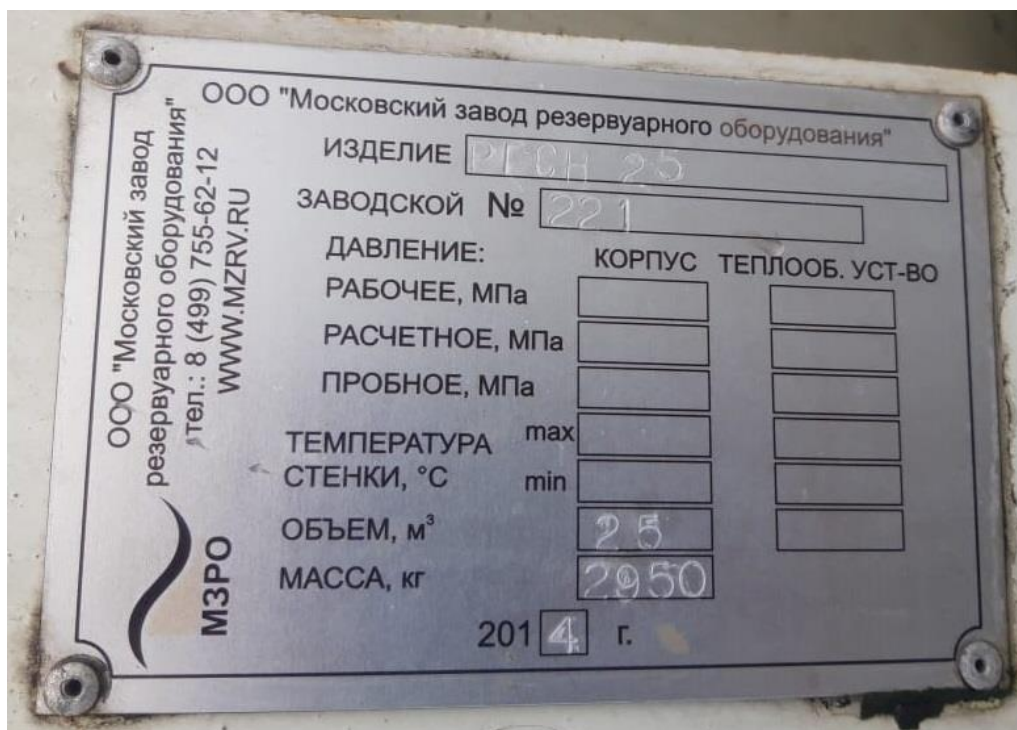 ООО "Московский завод резервуарного оборудования"
ИЗДЕЛИЕ РГСН 25
ЗАВОДСКОЙ № 221
ДАВЛЕНИЕ: КОРПУС ТЕПЛООБ. УСТ-ВО
РАБОЧЕЕ, МПа
РАСЧЕТНОЕ, МПа
ПРОБНОЕ, МПа
ТЕМПЕРАТУРА max
СТЕНКИ, °С min
ОБЪЕМ, м³ 25
МАССА, кг 2950
2014 г.
ООО "Московский завод
резервуарного оборудования"
тел.: 8 (499) 755-62-12
WWW.MZRV.RU
МЗРО